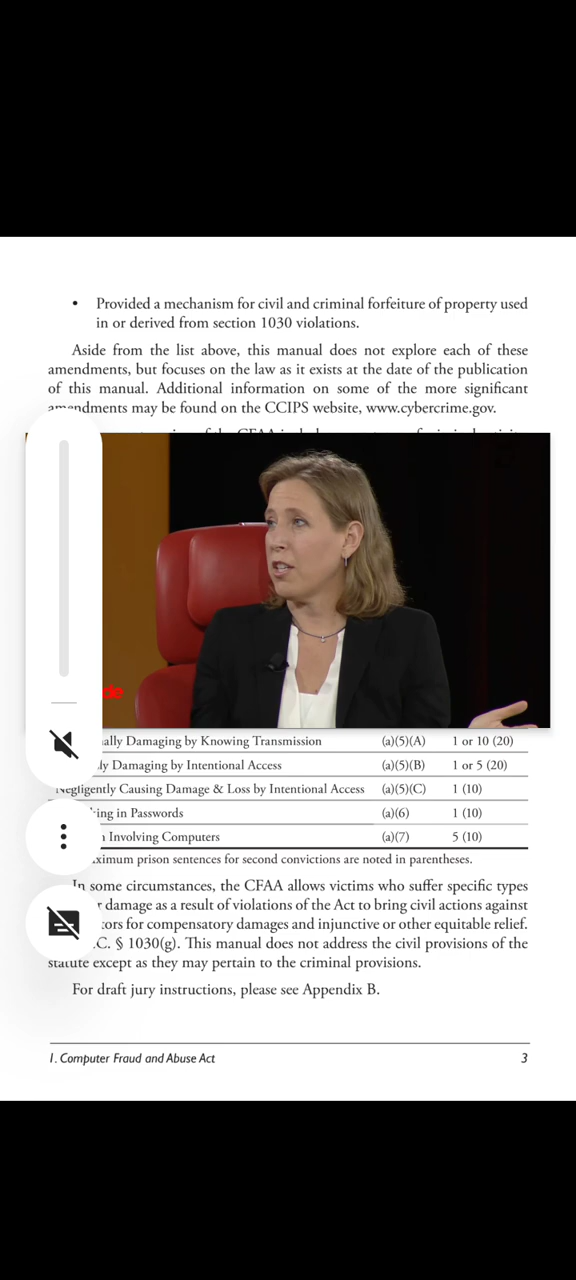 • Provided a mechanism for civil and criminal forfeiture of property used
in or derived from section 1030 violations.
Aside from the list above, this manual does not explore each of these
amendments, but focuses on the law as it exists at the date of the publication
of this manual. Additional information on some of the more significant
amendments may be found on the CCIPS website, www.cybercrime.gov.
de
Damaging by Knowing Transmission (a)(5)(A) 1 or 10 (20)
Damaging by Intentional Access (a)(5)(B) 1 or 5 (20)
Negligently Causing Damage & Loss by Intentional Access (a)(5)(C) 1 (10)
in Passwords (a)(6) 1 (10)
Involving Computers (a)(7) 5 (10)
prison sentences for second convictions are noted in parentheses.
In some circumstances, the CFAA allows victims who suffer specific types
damage as a result of violations of the Act to bring civil actions against
for compensatory damages and injunctive or other equitable relief.
§ 1030(g). This manual does not address the civil provisions of the
statute except as they may pertain to the criminal provisions.
For draft jury instructions, please see Appendix B.
1. Computer Fraud and Abuse Act 3